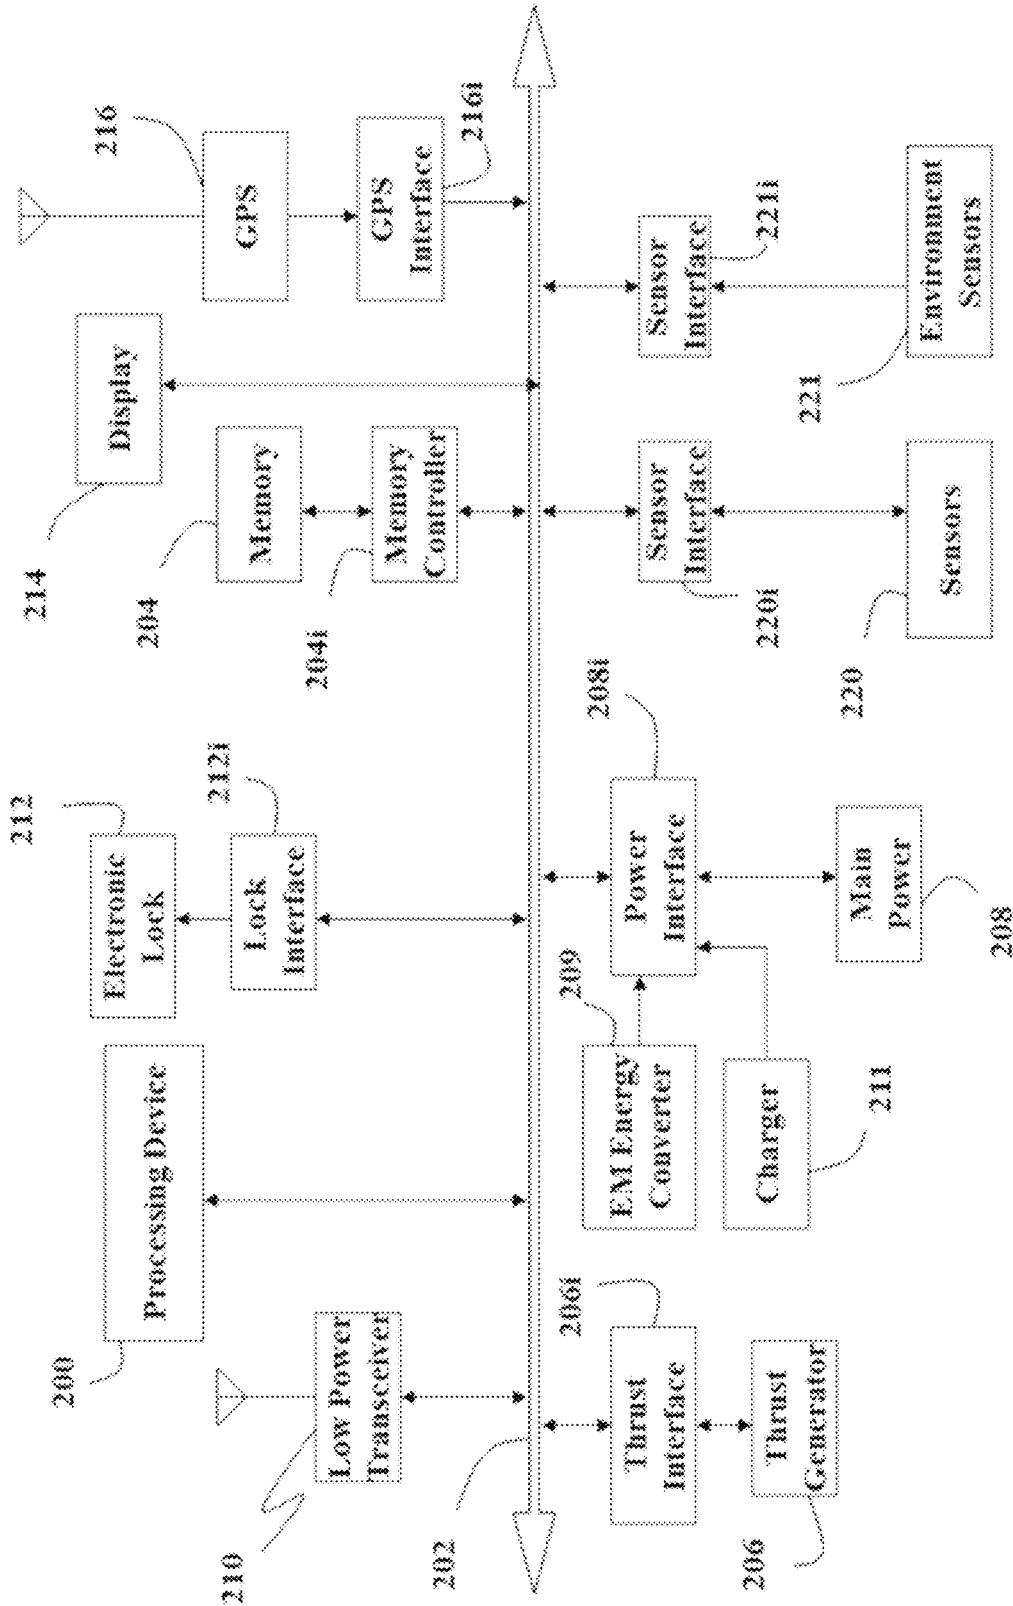 210
Low Power
Transceiver
200
Processing Device
212
Electronic
Lock
212i
Lock
Interface
214
Display
204
Memory
204i
Memory
Controller
216
GPS
GPS
Interface
216i
202
206i
Thrust
Interface
Thrust
Generator
206
209
EM Energy
Converter
Charger
211
208i
Power
Interface
Main
Power
208
Sensor
Interface
220i
220
Sensors
Sensor
Interface
221i
221
Environment
Sensors